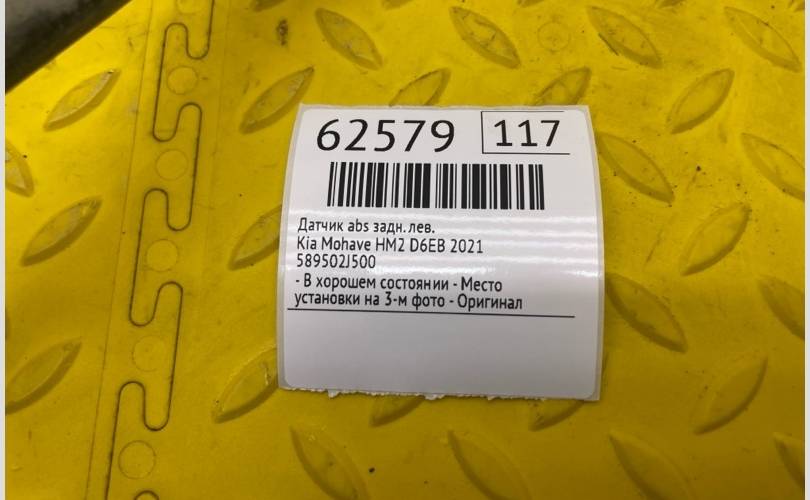 62579 117
Датчик abs задн. лев.
Kia Mohave HM2 D6EB 2021
589502J500
- В хорошем состоянии - Место
установки на 3-м фото - Оригинал